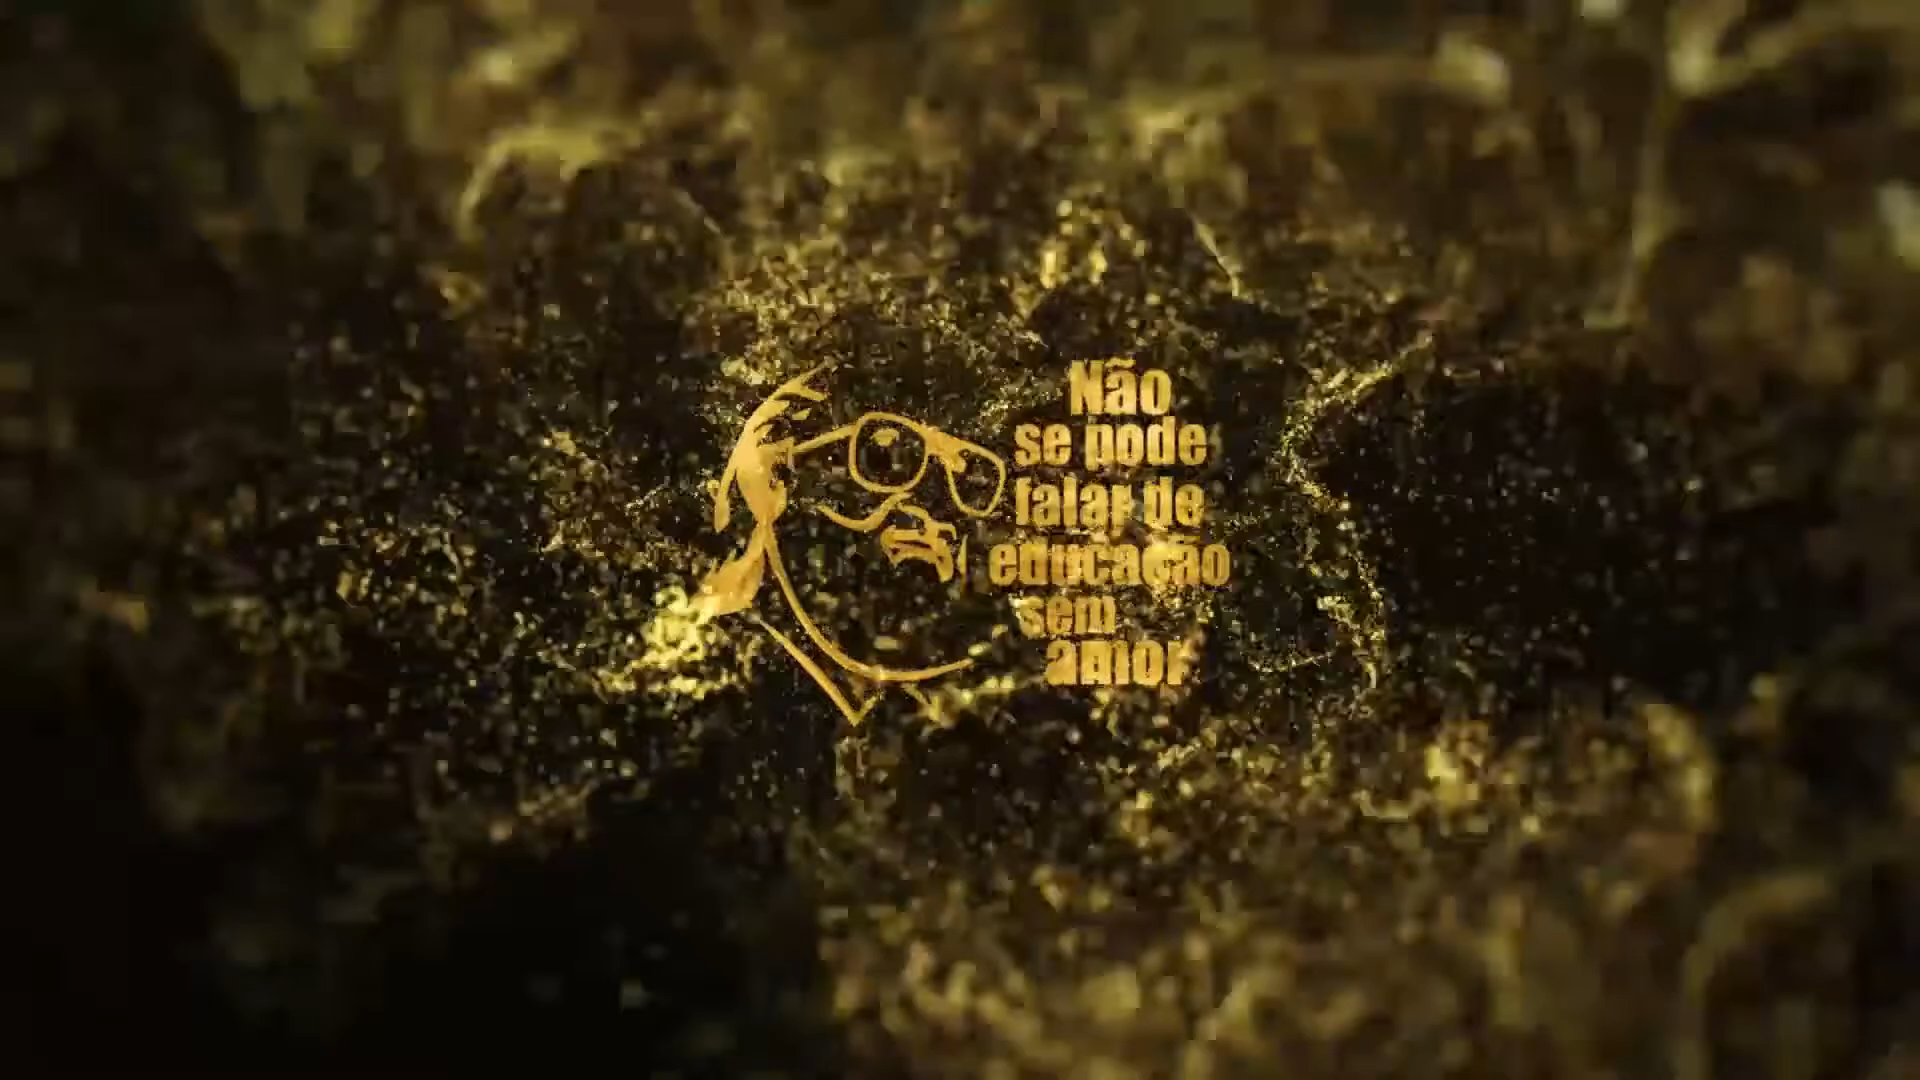 Não
se pode
falar de
educação
sem
amor